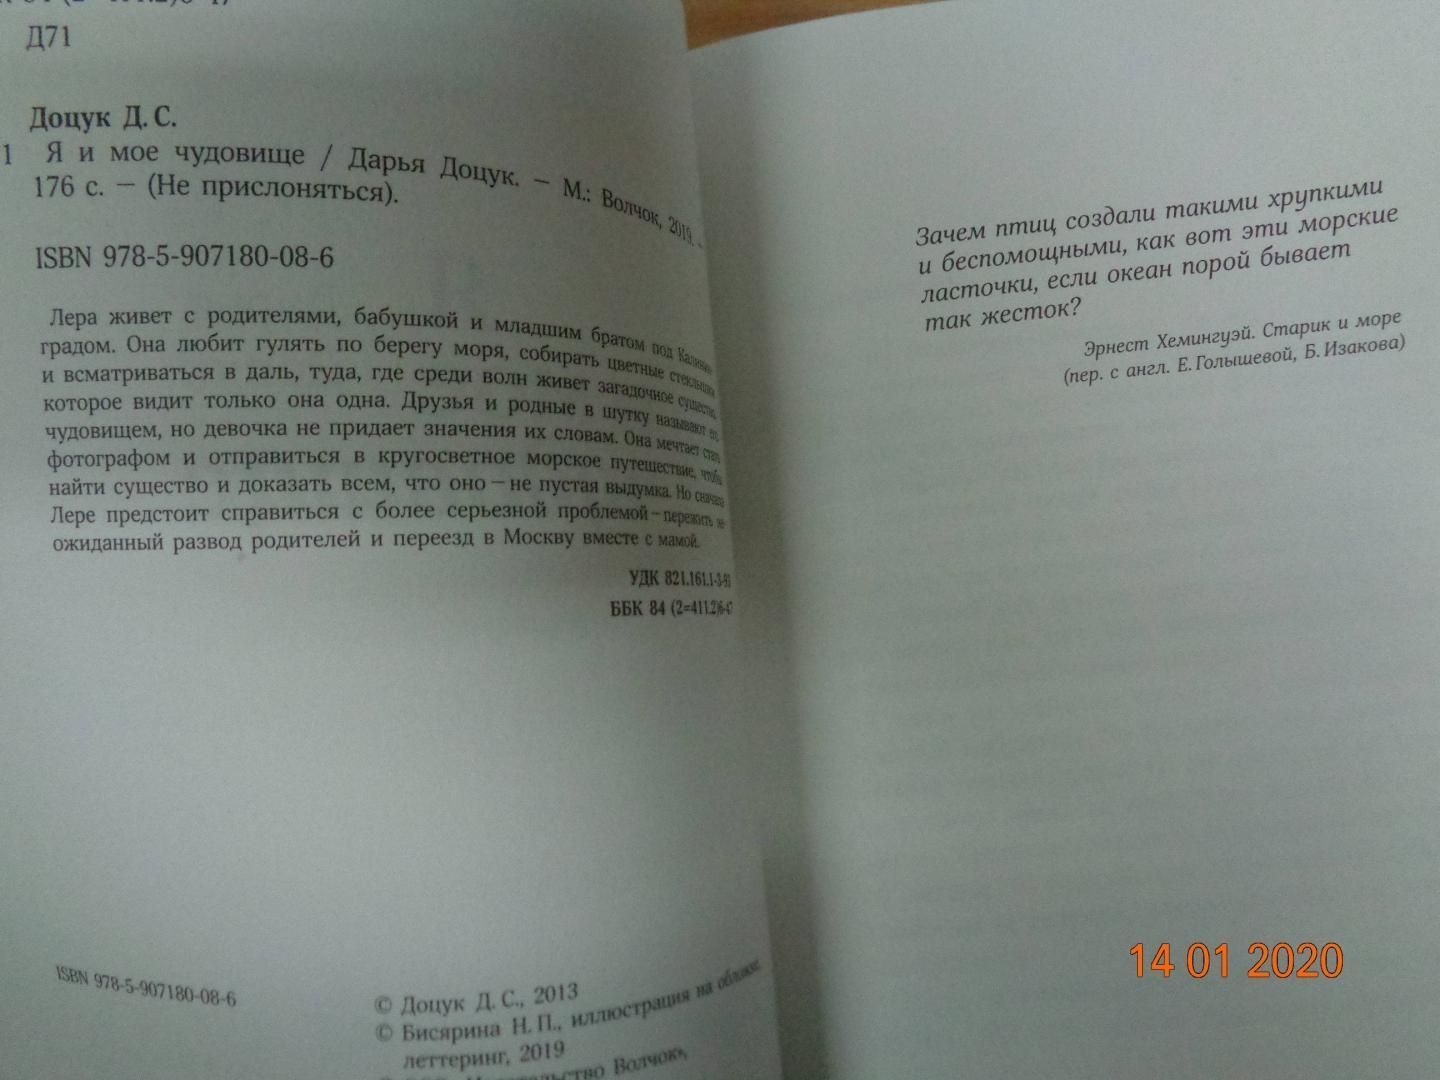 Д71
Доцук Д. С.
1 Я и мое чудовище / Дарья Доцук. – М.: Волчок, 2019. –
176 с. – (Не прислоняться).
ISBN 978-5-907180-08-6
Лера живет с родителями, бабушкой и младшим братом под Калинин-
градом. Она любит гулять по берегу моря, собирать цветные стеклышки
и всматриваться в даль, туда, где среди волн живет загадочное существо,
которое видит только она одна. Друзья и родные в шутку называют его
чудовищем, но девочка не придает значения их словам. Она мечтает стать
фотографом и отправиться в кругосветное морское путешествие, чтобы
найти существо и доказать всем, что оно – не пустая выдумка. Но сначала
Лере предстоит справиться с более серьезной проблемой – пережить не-
ожиданный развод родителей и переезд в Москву вместе с мамой.
УДК 821.161.1-3-93
ББК 84 (2=411.2)6-47
ISBN 978-5-907180-08-6
© Доцук Д. С., 2013
© Бисярина Н. П., иллюстрация на обложке,
леттеринг, 2019
Волчок»,
Зачем птиц создали такими хрупкими
и беспомощными, как вот эти морские
ласточки, если океан порой бывает
так жесток?
Эрнест Хемингуэй. Старик и море
(пер. с англ. Е. Голышевой, Б. Изакова)
14 01 2020